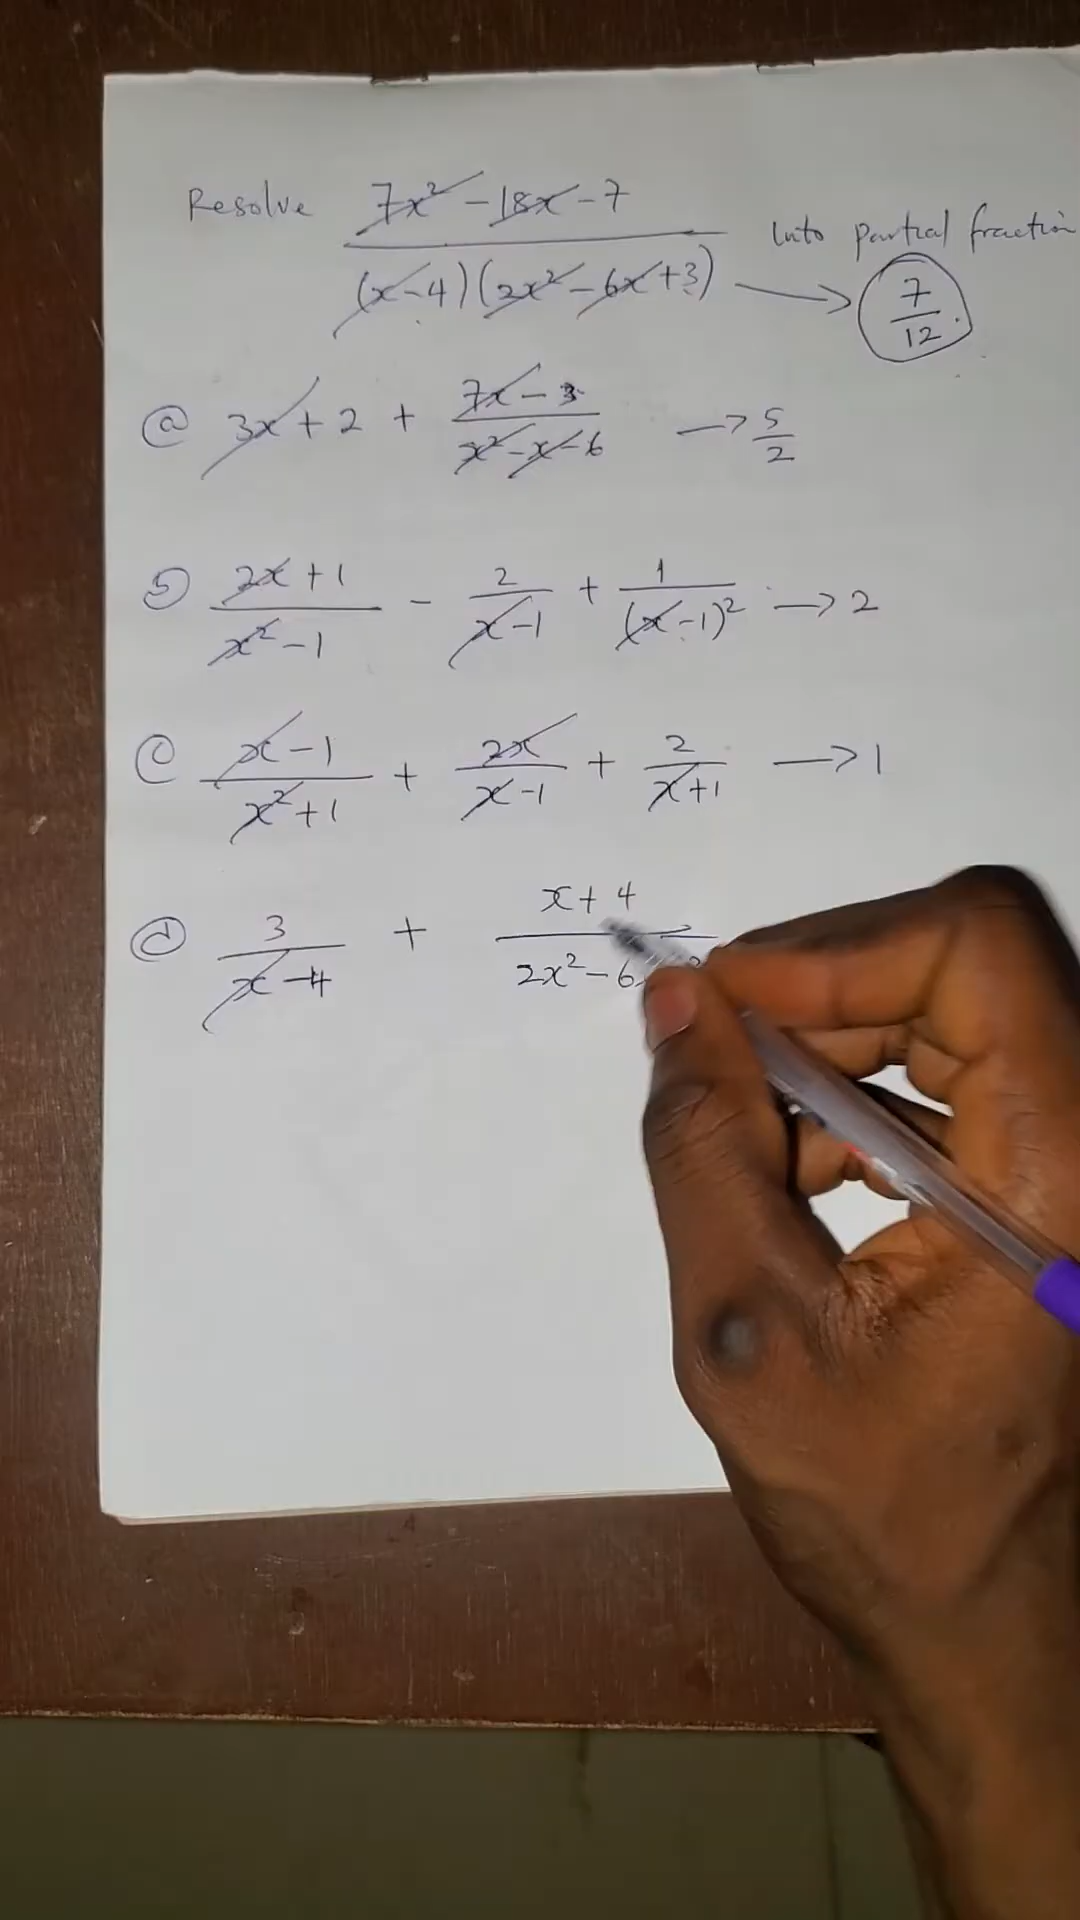 Resolve (7x² - 18x - 7) / ((x - 4)(2x² - 6x + 3)) Into partial fraction
→ 7/12.
ⓐ 3x + 2 + (7x - 3)/(x² - x - 6) → 5/2
ⓑ (2x + 1)/(x² - 1) - 2/(x - 1) + 1/(x - 1)² → 2
ⓒ (x - 1)/(x² + 1) + 2x/(x - 1) + 2/(x + 1) → 1
ⓓ 3/(x - 4) + (x + 4)/(2x² - 6